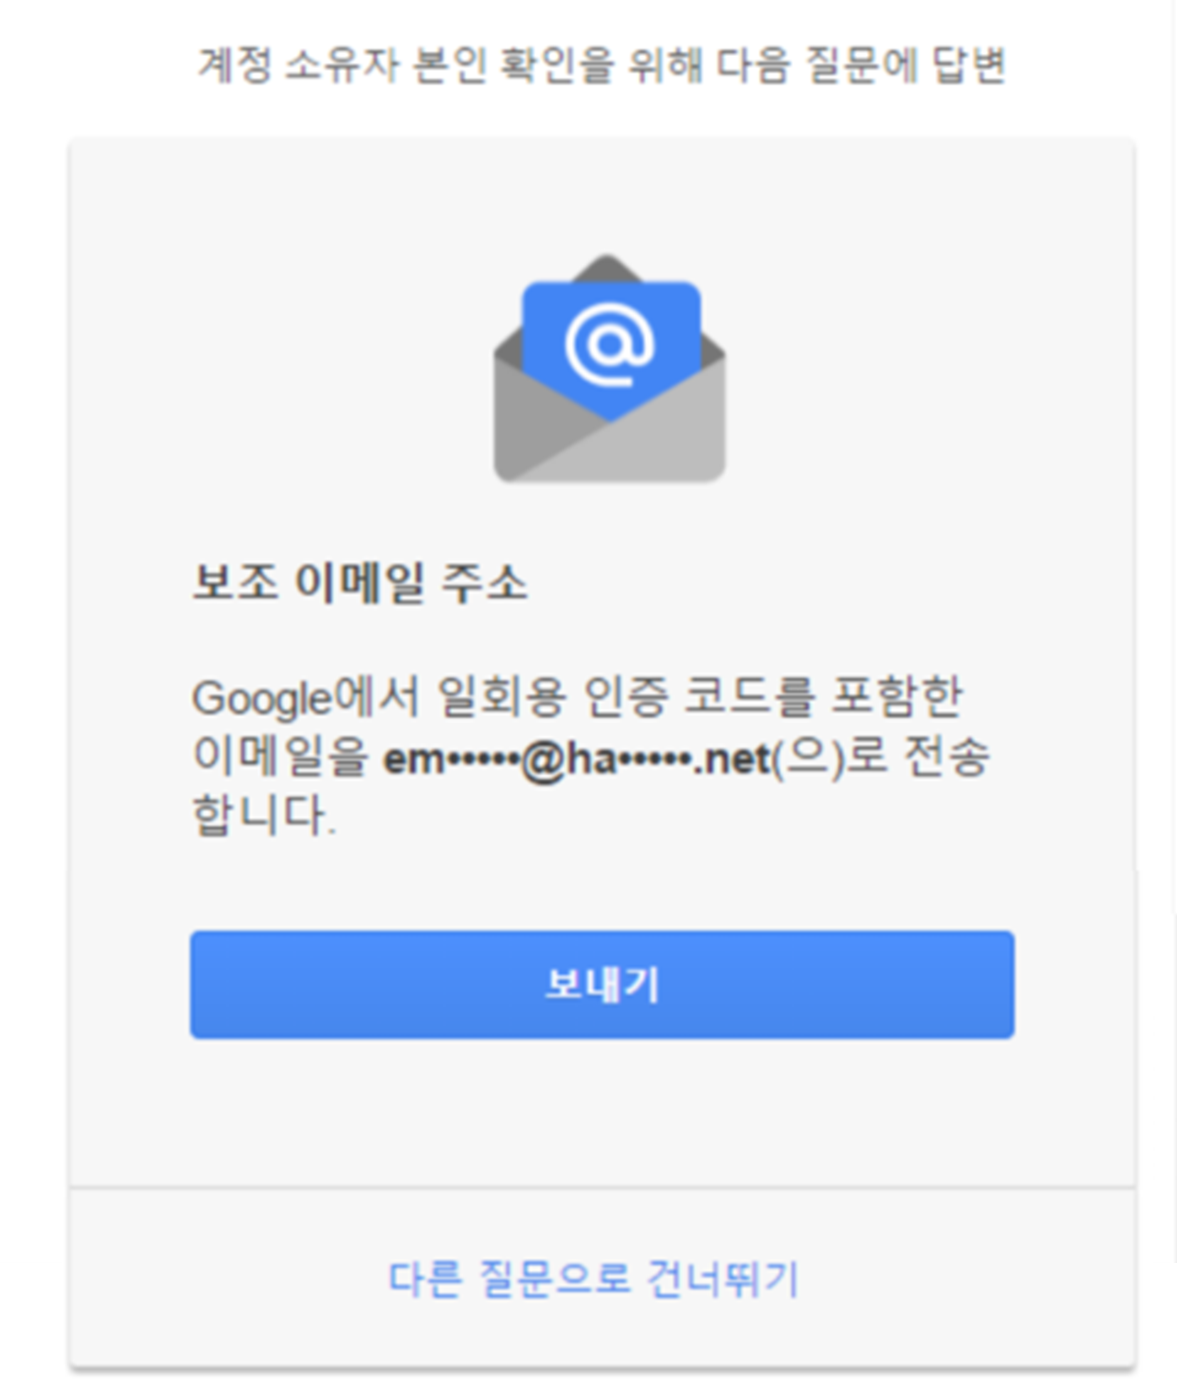 계정 소유자 본인 확인을 위해 다음 질문에 답변
@
보조 이메일 주소
Google에서 일회용 인증 코드를 포함한
이메일을 em•••••@ha•••••.net(으)로 전송
합니다.
보내기
다른 질문으로 건너뛰기